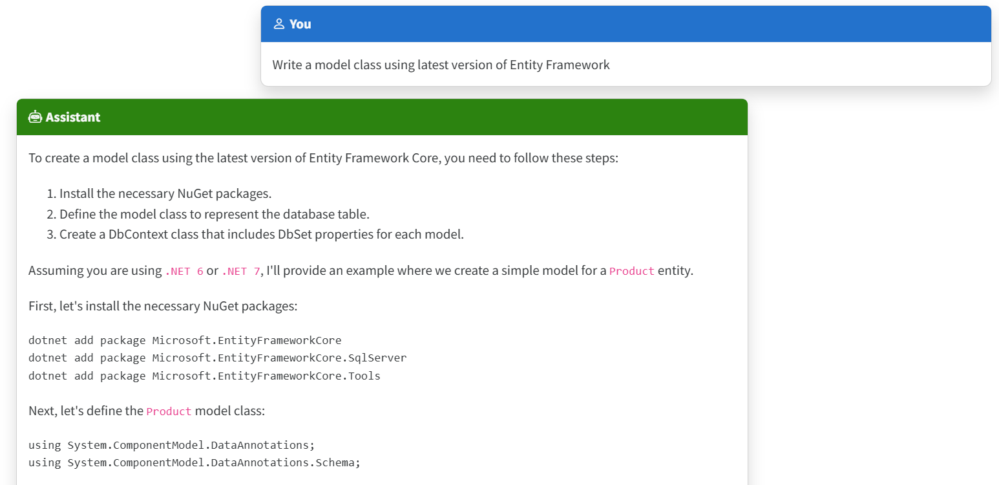 You
Write a model class using latest version of Entity Framework
Assistant
To create a model class using the latest version of Entity Framework Core, you need to follow these steps:
1. Install the necessary NuGet packages.
2. Define the model class to represent the database table.
3. Create a DbContext class that includes DbSet properties for each model.
Assuming you are using .NET 6 or .NET 7, I'll provide an example where we create a simple model for a Product entity.
First, let's install the necessary NuGet packages:
dotnet add package Microsoft.EntityFrameworkCore
dotnet add package Microsoft.EntityFrameworkCore.SqlServer
dotnet add package Microsoft.EntityFrameworkCore.Tools
Next, let's define the Product model class:
using System.ComponentModel.DataAnnotations;
using System.ComponentModel.DataAnnotations.Schema;